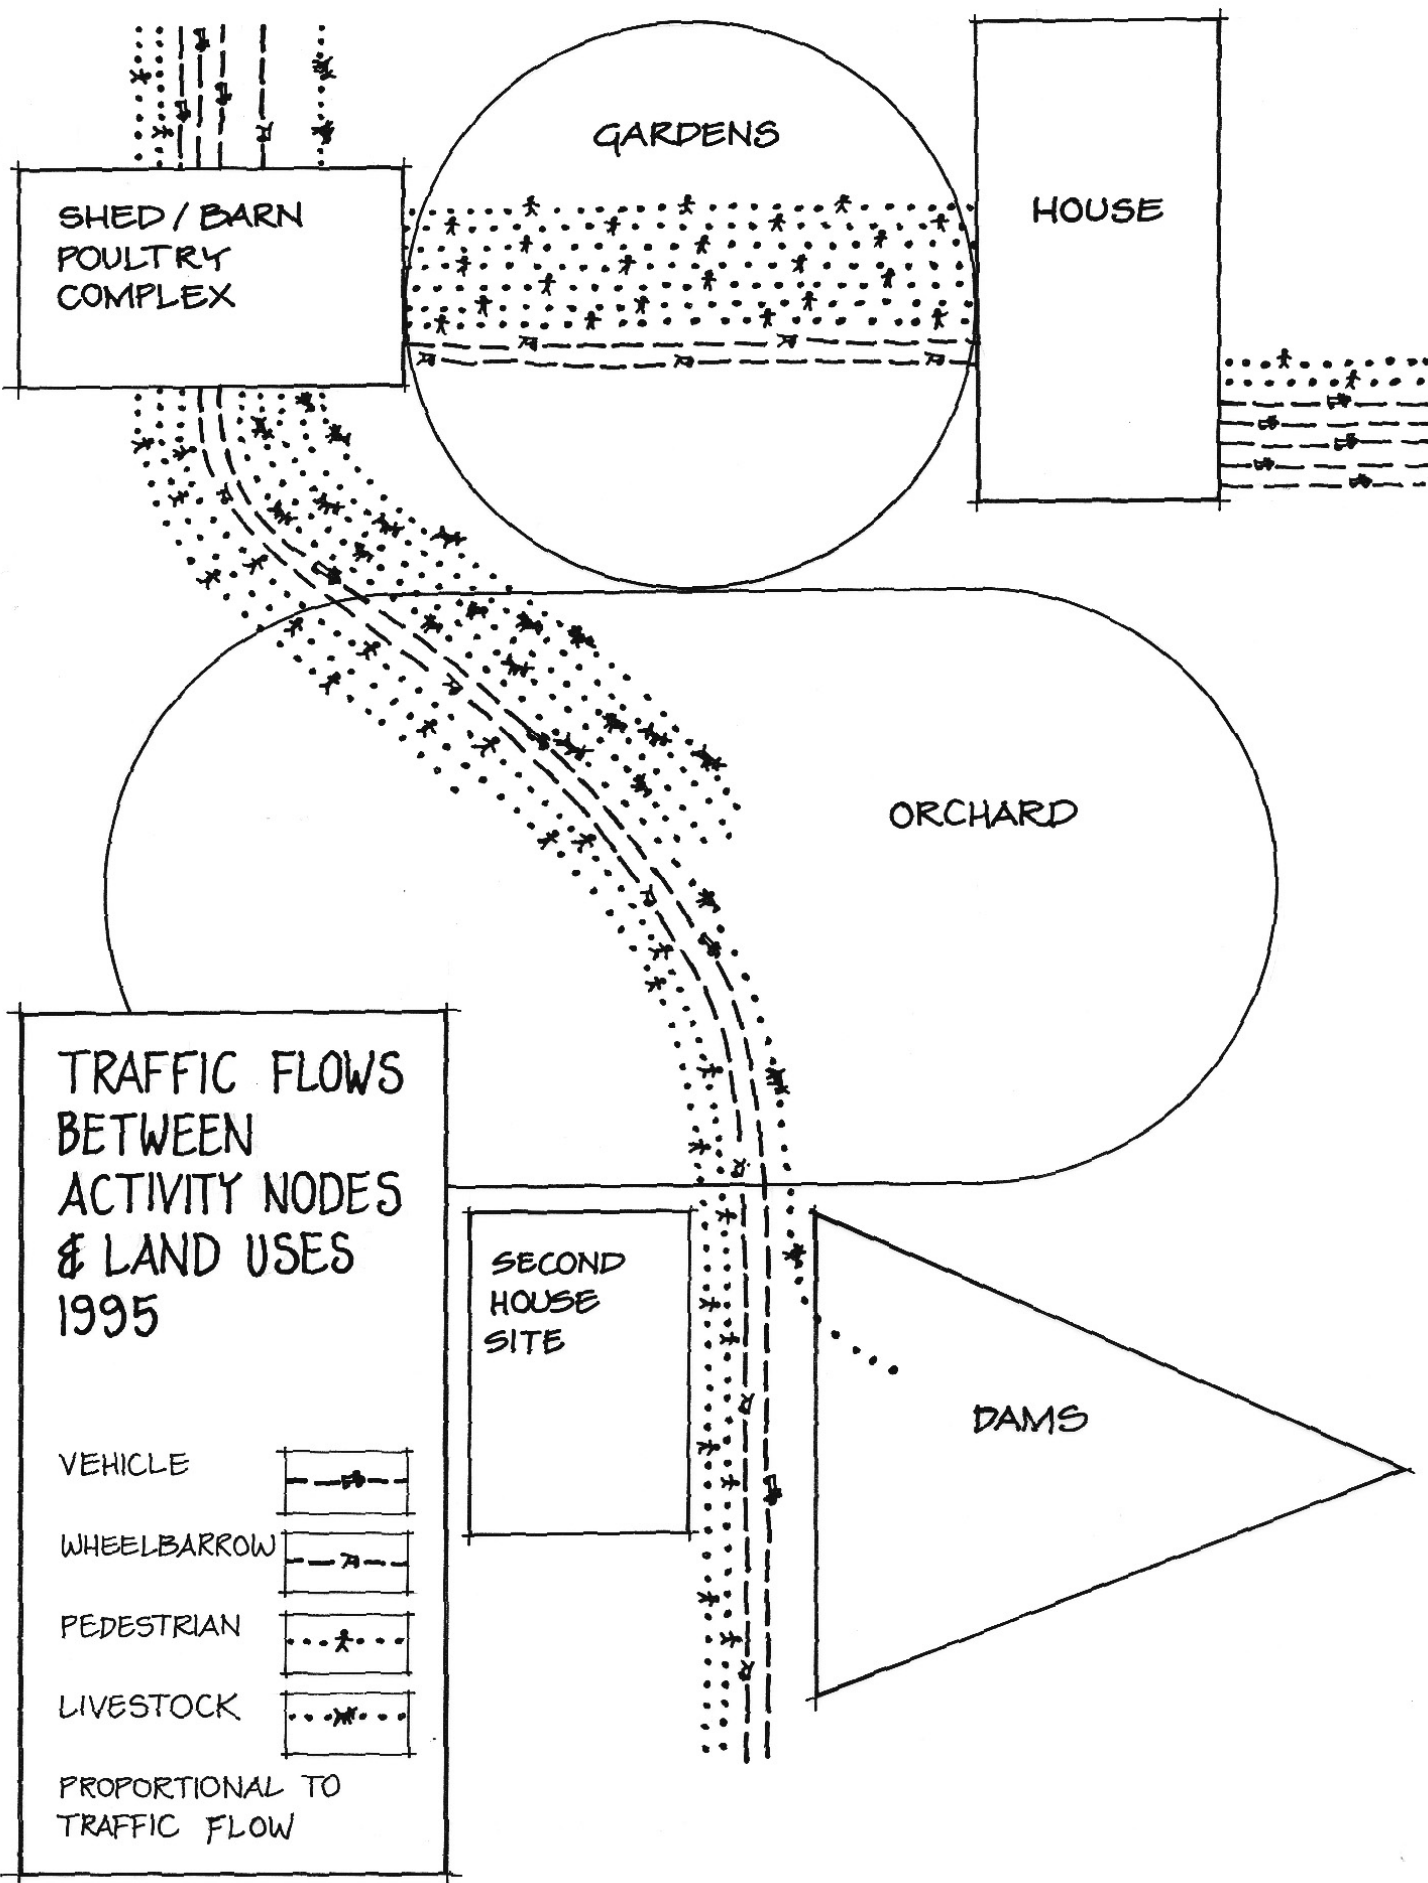 GARDENS
HOUSE
SHED / BARN
POULTRY
COMPLEX
ORCHARD
TRAFFIC FLOWS
BETWEEN
ACTIVITY NODES
& LAND USES
1995
SECOND
HOUSE
SITE
DAMS
VEHICLE
WHEELBARROW
PEDESTRIAN
LIVESTOCK
PROPORTIONAL TO
TRAFFIC FLOW